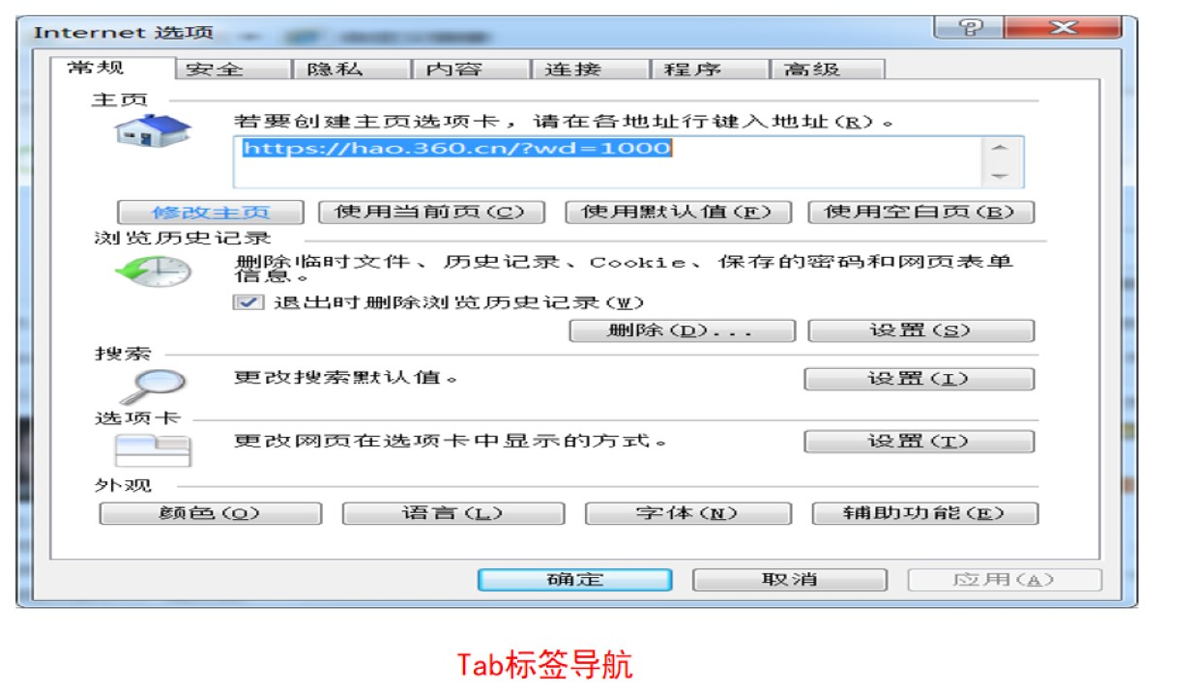 Internet 选项
常规 安全 隐私 内容 连接 程序 高级
主页
若要创建主页选项卡，请在各地址行键入地址(R)。
https://hao.360.cn/?wd=1000
修改主页 使用当前页(C) 使用默认值(F) 使用空白页(B)
浏览历史记录
删除临时文件、历史记录、Cookie、保存的密码和网页表单
信息。
退出时删除浏览历史记录(W)
删除(D)... 设置(S)
搜索
更改搜索默认值。 设置(I)
选项卡
更改网页在选项卡中显示的方式。 设置(T)
外观
颜色(O) 语言(L) 字体(N) 辅助功能(E)
确定 取消 应用(A)
Tab标签导航